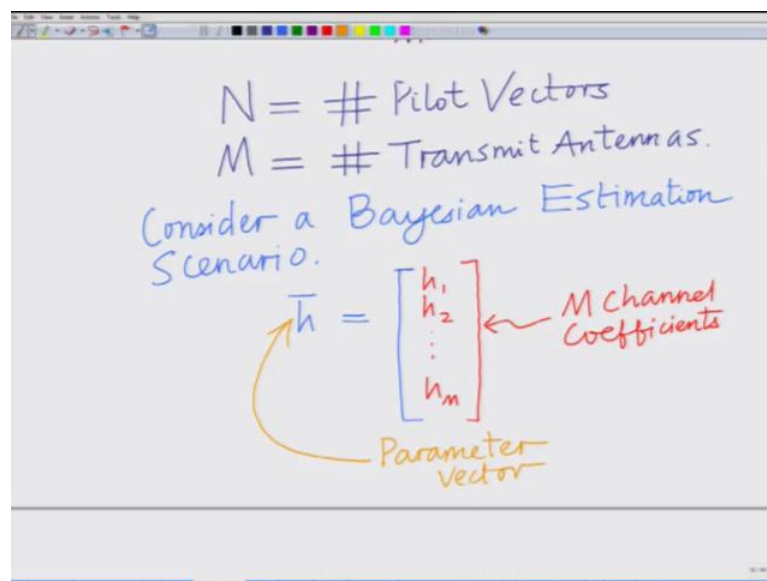 N = # Pilot Vectors
M = # Transmit Antennas.
Consider a Bayesian Estimation
Scenario.
h̅ = [h₁
h₂
⋮
hₘ]
M Channel
Coefficients
Parameter
Vector